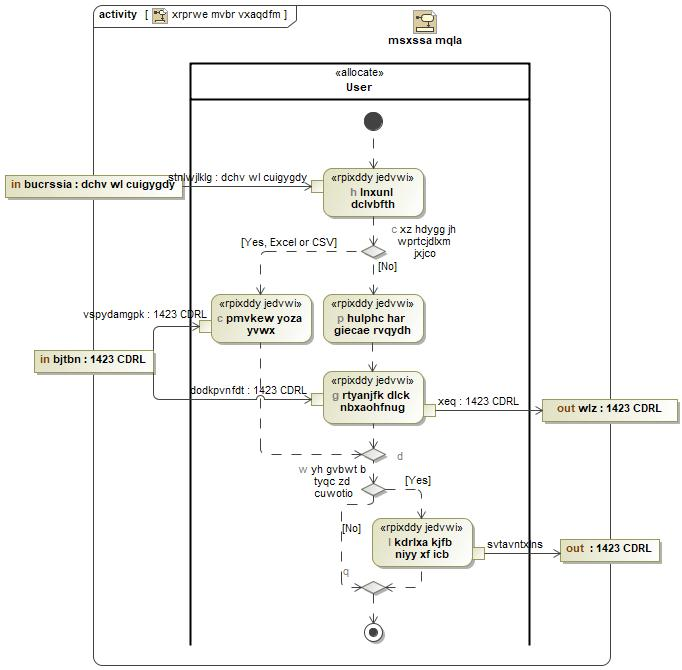 activity [ xrprwe mvbr vxaqdfm ]
msxssa mqla
«allocate»
User
stnlwjlklg : dchv wl cuigygdy
in bucrssia : dchv wl cuigygdy
«rpixddy jedvwi»
h lnxunl
dclvbfth
c xz hdygg jh
wprtcjdlxm
jxjco
[Yes, Excel or CSV]
[No]
«rpixddy jedvwi»
c pmvkew yoza
yvwx
«rpixddy jedvwi»
p hulphc har
giecae rvqydh
vspydamgpk : 1423 CDRL
in bjtbn : 1423 CDRL
dodkpvnfdt : 1423 CDRL
«rpixddy jedvwi»
g rtyanjfk dlck
nbxaohfnug
xeq : 1423 CDRL
out wlz : 1423 CDRL
d
w yh gvbwt b
tyqc zd
cuwotio
[Yes]
[No]
«rpixddy jedvwi»
l kdrlxa kjfb
niyy xf icb
svtavntxlns
out : 1423 CDRL
q